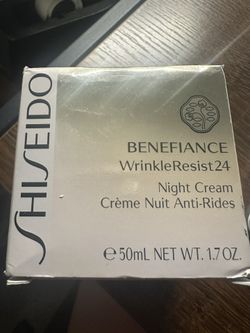 SHISEIDO
BENEFIANCE
WrinkleResist24
Night Cream
Crème Nuit Anti-Rides
℮50mL NET WT. 1.7 OZ.